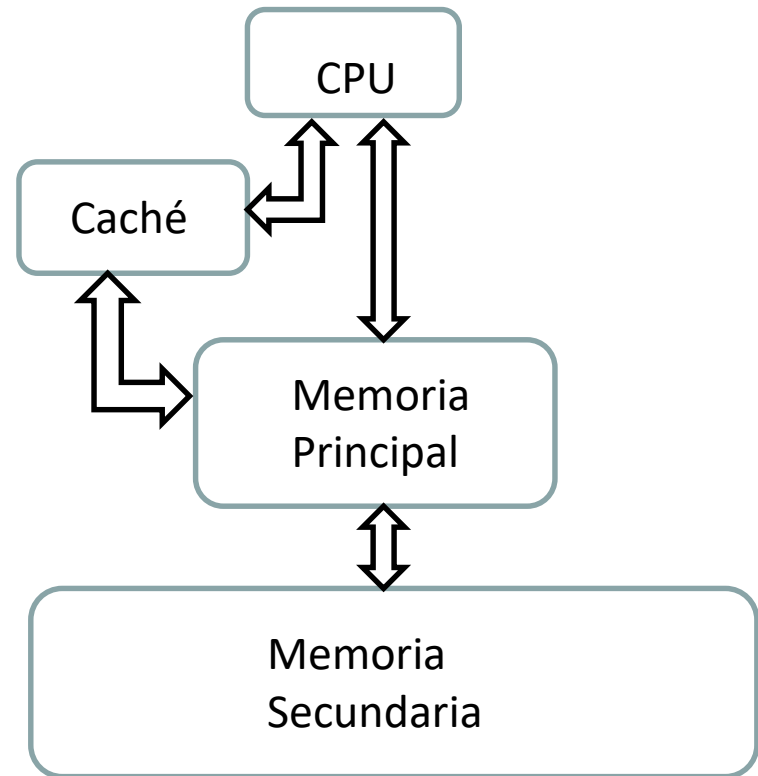 CPU
Caché
Memoria
Principal
Memoria
Secundaria